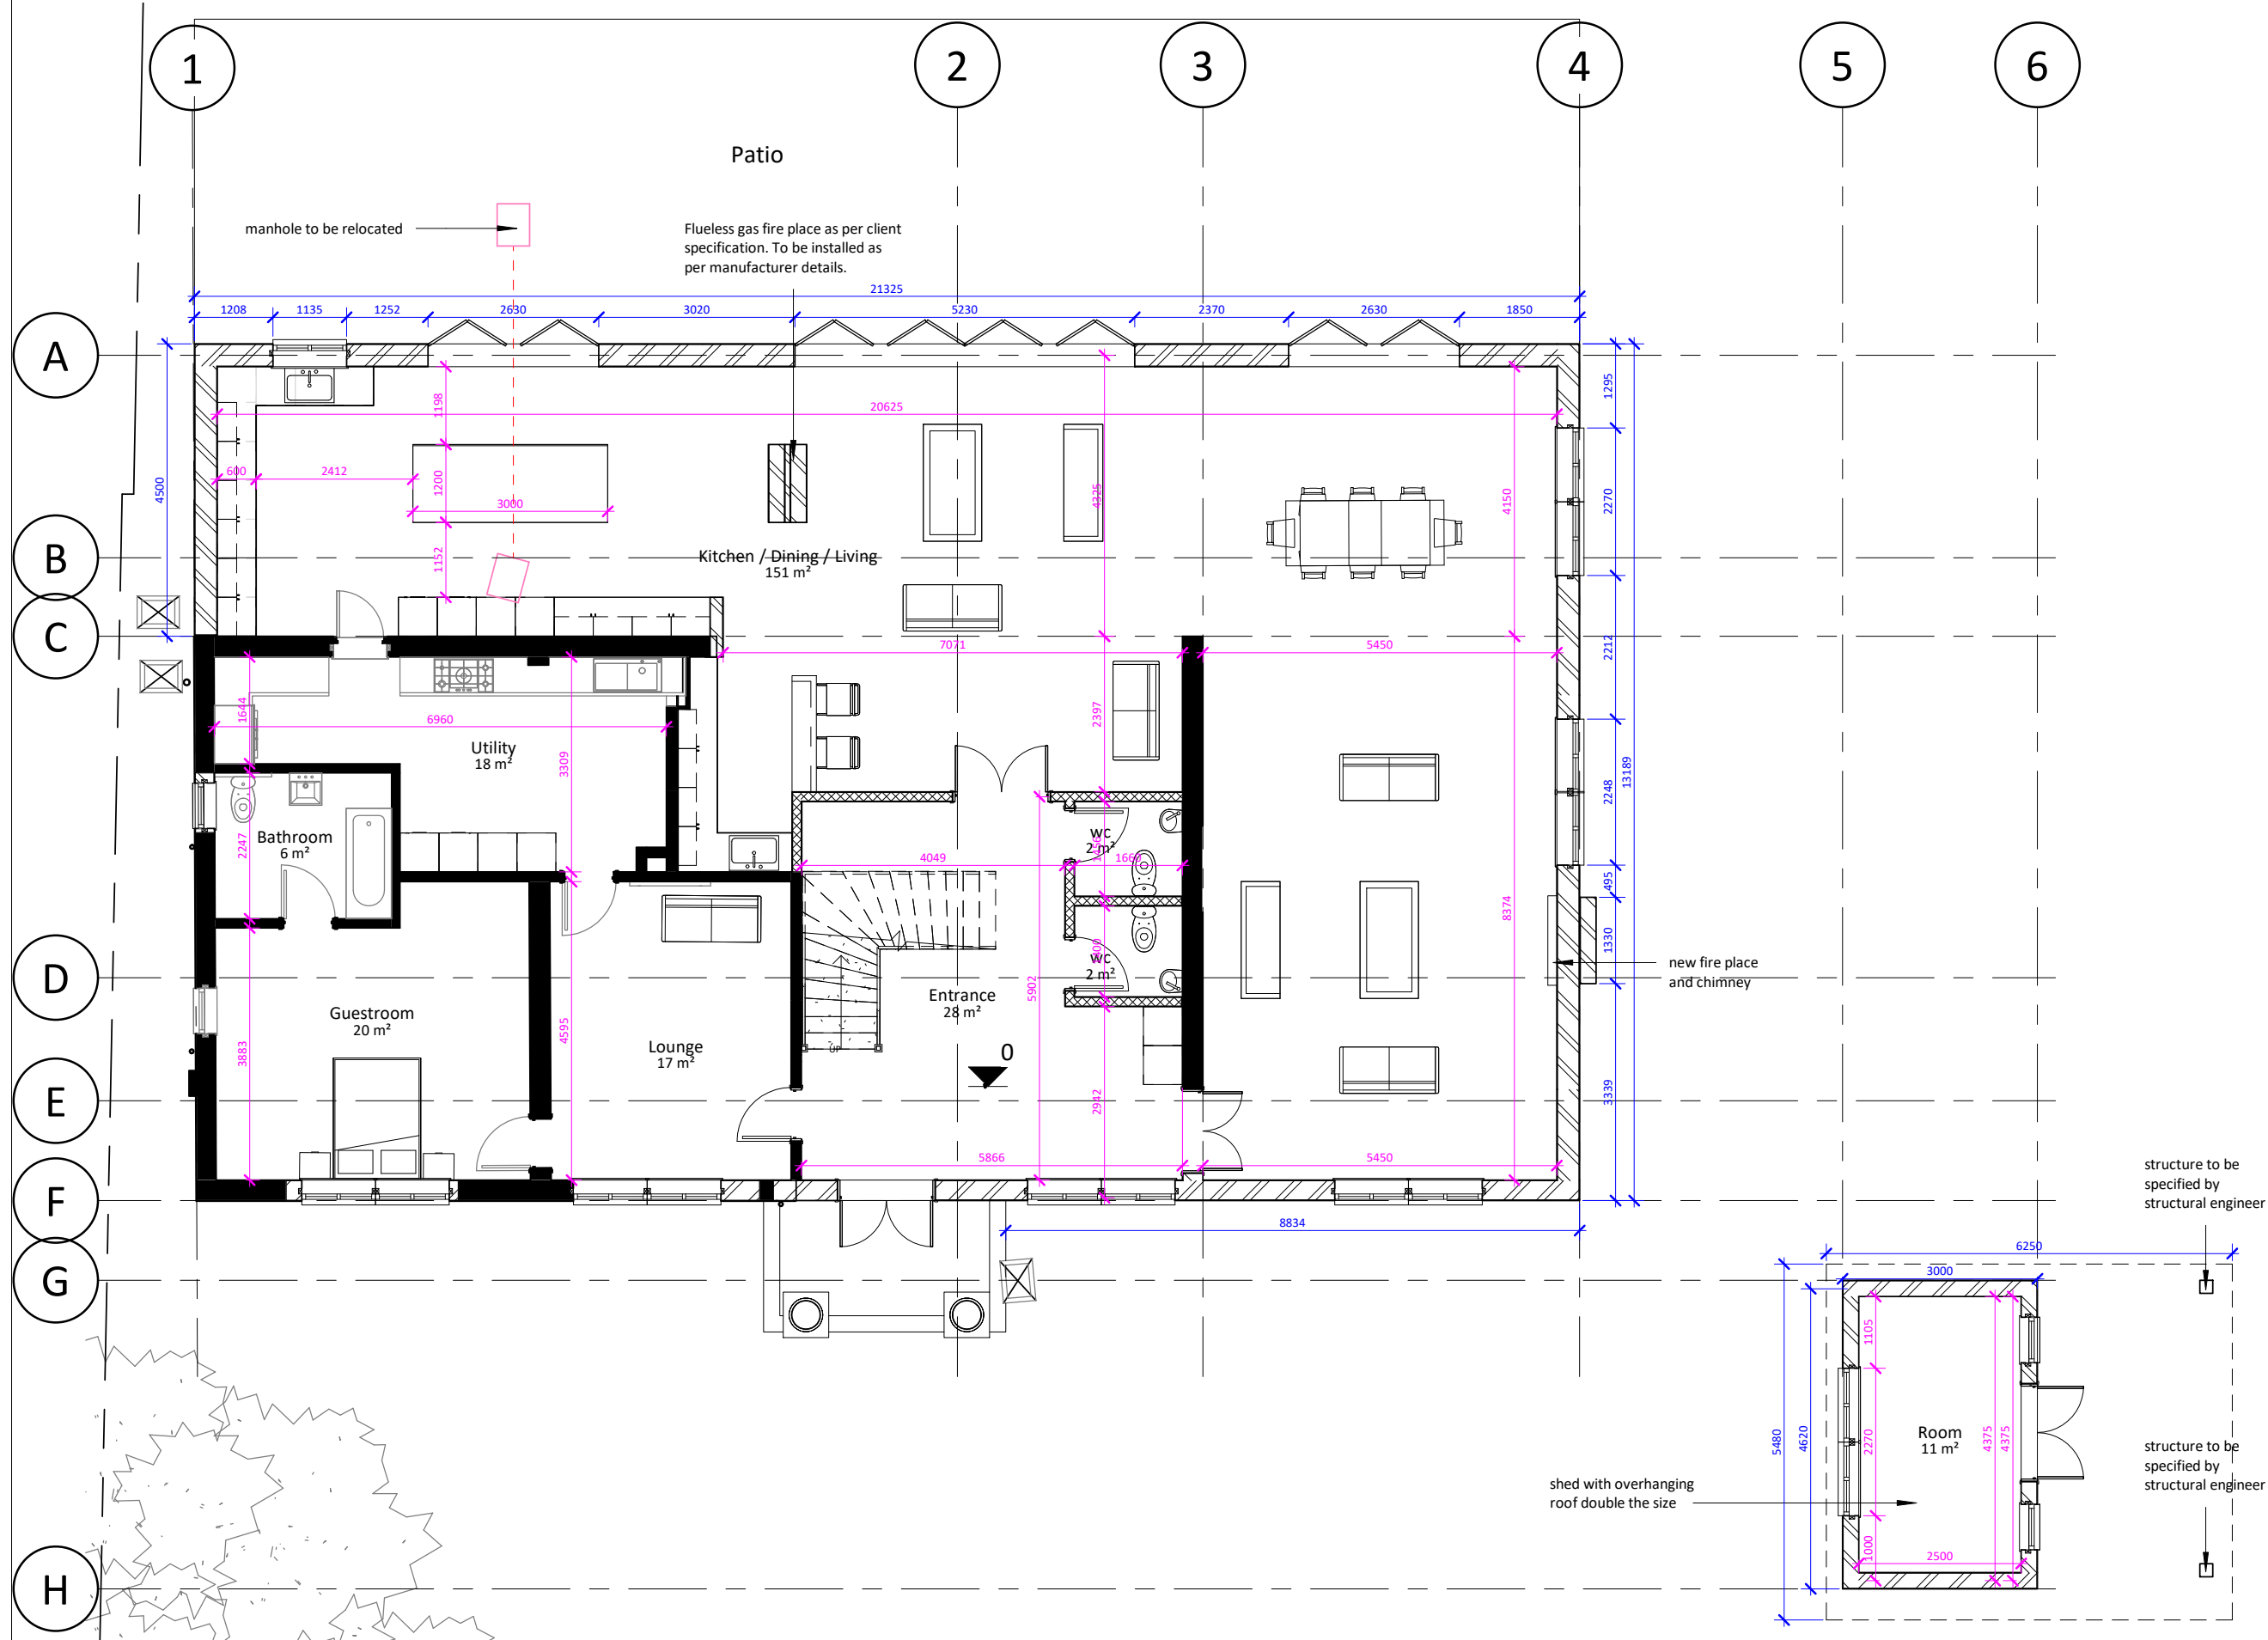 1
2
3
4
5
6
Patio
manhole to be relocated
Flueless gas fire place as per client
specification. To be installed as
per manufacturer details.
21325
1208
1135
1252
2630
3020
5230
2370
2630
1850
A
1295
1198
20625
4500
600
2412
1200
3000
4325
4150
2270
B
1152
Kitchen / Dining / Living
151 m²
C
7071
5450
2212
1644
6960
2397
Utility
18 m²
3309
2248
13189
Bathroom
6 m²
2247
wc
2 m²
4049
1660
495
8374
1330
D
wc
2 m²
5902
Entrance
28 m²
new fire place
and chimney
Guestroom
20 m²
4595
3883
Lounge
17 m²
UP
0
E
2942
3339
5866
5450
F
8834
structure to be
specified by
structural engineer
G
6250
3000
1105
5480
4620
2270
Room
11 m²
4375
4375
structure to be
specified by
structural engineer
shed with overhanging
roof double the size
1000
2500
H